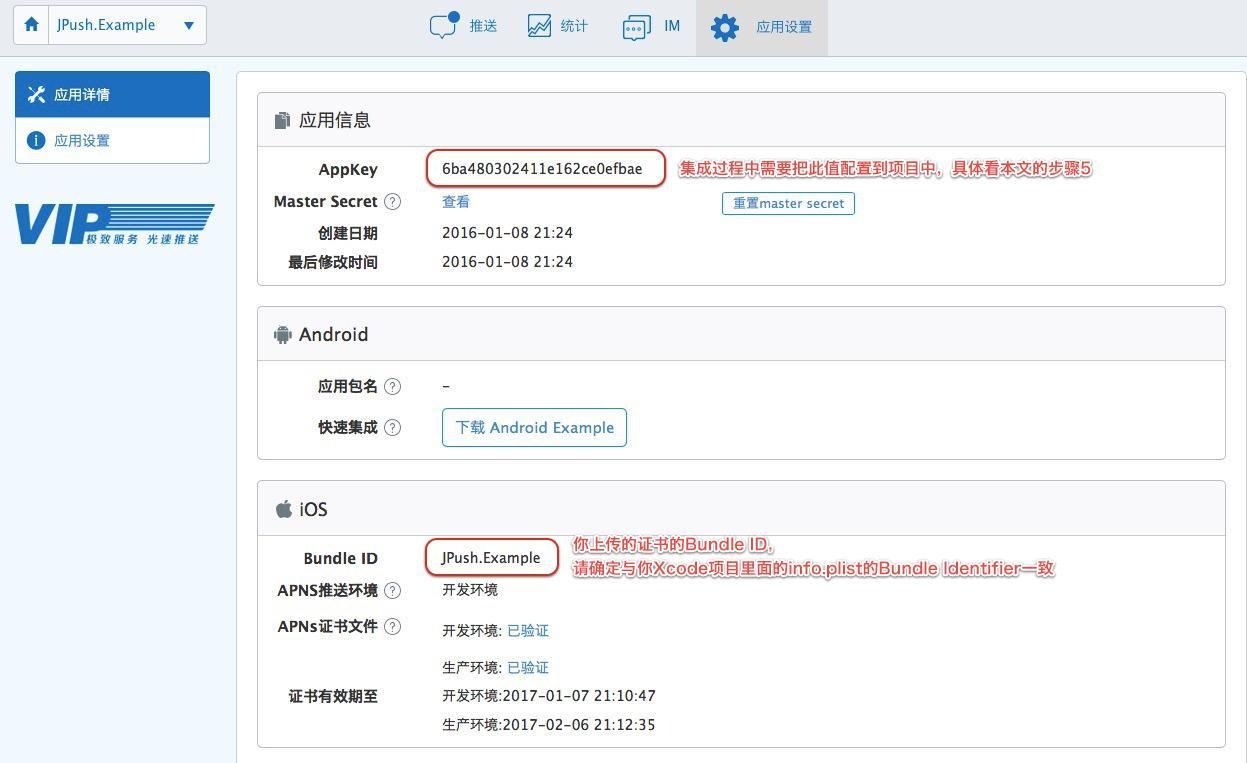 JPush.Example
推送
统计
IM
应用设置
应用详情
应用设置
VIP
极致服务 光速推送
应用信息
AppKey 6ba480302411e162ce0efbae 集成过程中需要把此值配置到项目中，具体看本文的步骤5
Master Secret ? 查看 重置master secret
创建日期 2016-01-08 21:24
最后修改时间 2016-01-08 21:24
Android
应用包名 ? –
快速集成 ? 下载 Android Example
iOS
你上传的证书的Bundle ID，
Bundle ID JPush.Example
请确定与你Xcode项目里面的info.plist的Bundle Identifier一致
APNS推送环境 ? 开发环境
APNs证书文件 ? 开发环境: 已验证
生产环境: 已验证
证书有效期至 开发环境:2017-01-07 21:10:47
生产环境:2017-02-06 21:12:35